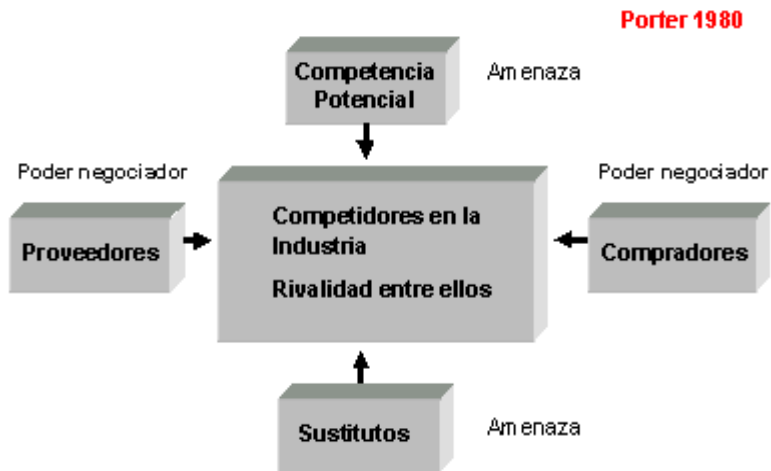 Porter 1980
Competencia
Potencial
Amenaza
Poder negociador
Poder negociador
Proveedores
Competidores en la
Industria
Rivalidad entre ellos
Compradores
Sustitutos
Amenaza